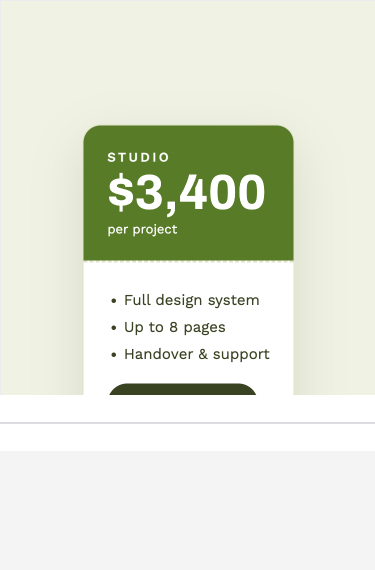 STUDIO
$3,400
per project
• Full design system
• Up to 8 pages
• Handover & support